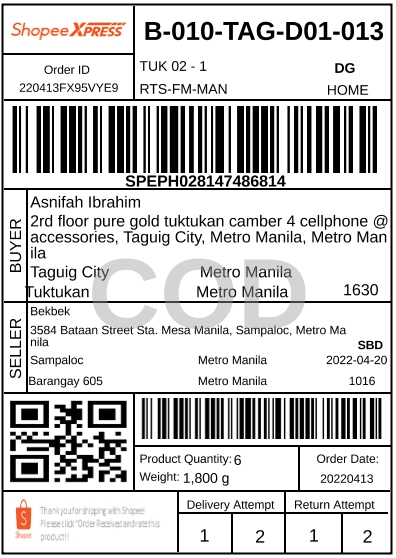 Shopee XPRESS
B-010-TAG-D01-013
Order ID
220413FX95VYE9
TUK 02 - 1
DG
RTS-FM-MAN
HOME
SPEPH028147486814
BUYER
Asnifah Ibrahim
2rd floor pure gold tuktukan camber 4 cellphone @
accessories, Taguig City, Metro Manila, Metro Man
ila
Taguig City Metro Manila
Tuktukan Metro Manila 1630
COD
SELLER
Bekbek
3584 Bataan Street Sta. Mesa Manila, Sampaloc, Metro Ma
nila
SBD
Sampaloc Metro Manila 2022-04-20
Barangay 605 Metro Manila 1016
Product Quantity: 6
Weight: 1,800 g
Order Date:
20220413
Shopee
Thank you for shipping with Shopee!
Please click "Order Received and rate this
product!!
Delivery Attempt
Return Attempt
1 2 1 2